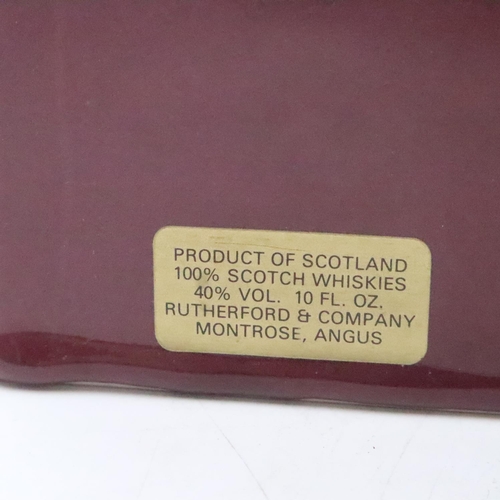 PRODUCT OF SCOTLAND
100% SCOTCH WHISKIES
40% VOL. 10 FL. OZ.
RUTHERFORD & COMPANY
MONTROSE, ANGUS